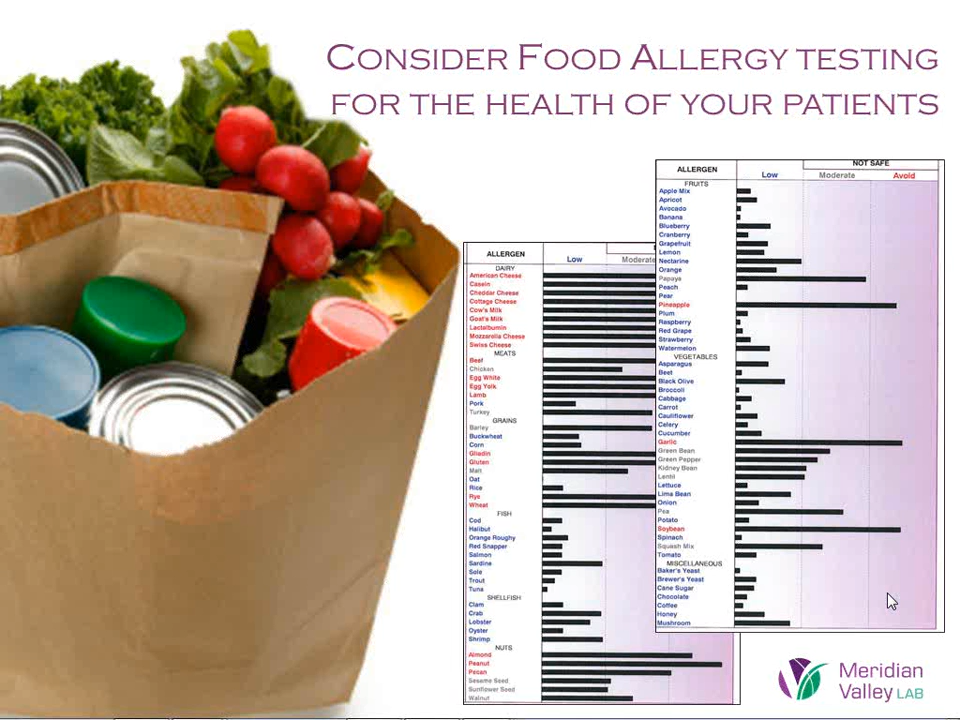 CONSIDER FOOD ALLERGY TESTING
FOR THE HEALTH OF YOUR PATIENTS
ALLERGEN
Low
Moderate
DAIRY
American Cheese
Casein
Cheddar Cheese
Cottage Cheese
Cow's Milk
Goat's Milk
Lactalbumin
Mozzarella Cheese
Swiss Cheese
MEATS
Beef
Chicken
Egg White
Egg Yolk
Lamb
Pork
Turkey
GRAINS
Barley
Buckwheat
Corn
Gliadin
Gluten
Malt
Oat
Rice
Rye
Wheat
FISH
Cod
Halibut
Orange Roughy
Red Snapper
Salmon
Sardine
Sole
Trout
Tuna
SHELLFISH
Clam
Crab
Lobster
Oyster
Shrimp
NUTS
Almond
Peanut
Pecan
Sesame Seed
Sunflower Seed
Walnut
NOT SAFE
ALLERGEN
Low Moderate Avoid
FRUITS
Apple Mix
Apricot
Avocado
Banana
Blueberry
Cranberry
Grapefruit
Lemon
Nectarine
Orange
Papaya
Peach
Pear
Pineapple
Plum
Raspberry
Red Grape
Strawberry
Watermelon
VEGETABLES
Asparagus
Beet
Black Olive
Broccoli
Cabbage
Carrot
Cauliflower
Celery
Cucumber
Garlic
Green Bean
Green Pepper
Kidney Bean
Lentil
Lettuce
Lima Bean
Onion
Pea
Potato
Soybean
Spinach
Squash Mix
Tomato
MISCELLANEOUS
Baker's Yeast
Brewer's Yeast
Cane Sugar
Chocolate
Coffee
Honey
Mushroom
Meridian
Valley LAB